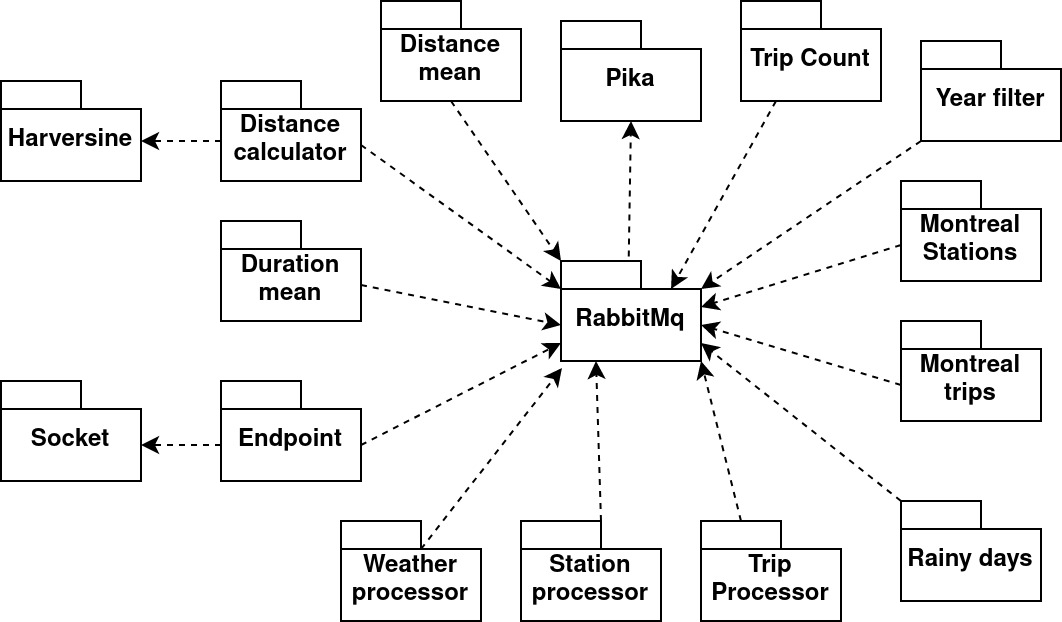 Distance
mean
Pika
Trip Count
Year filter
Harversine
Distance
calculator
Montreal
Stations
Duration
mean
RabbitMq
Montreal
trips
Socket
Endpoint
Weather
processor
Station
processor
Trip
Processor
Rainy days